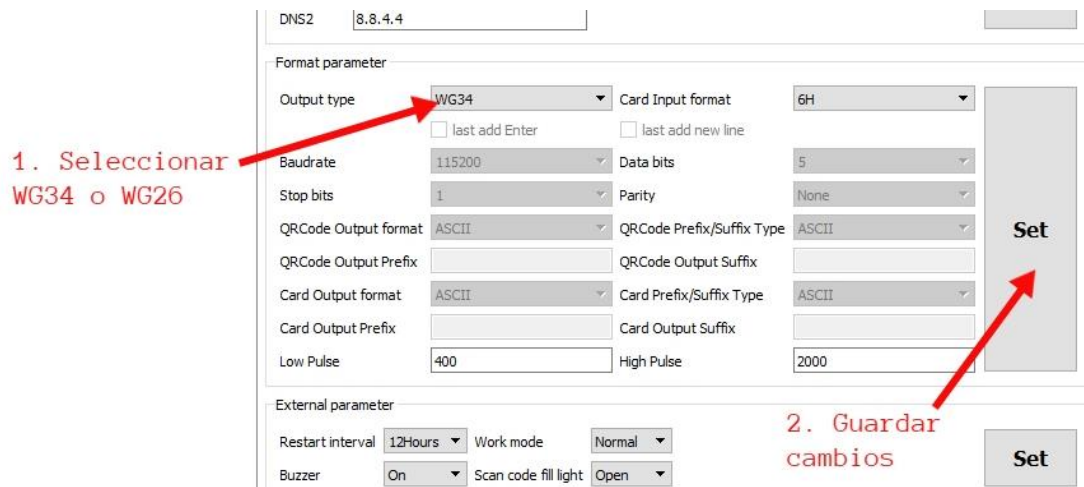 DNS2 8.8.4.4
Format parameter
Output type WG34 Card Input format 6H
last add Enter last add new line
1. Seleccionar
WG34 o WG26
Baudrate 115200 Data bits 5
Stop bits 1 Parity None
QRCode Output format ASCII QRCode Prefix/Suffix Type ASCII
Set
QRCode Output Prefix QRCode Output Suffix
Card Output format ASCII Card Prefix/Suffix Type ASCII
Card Output Prefix Card Output Suffix
Low Pulse 400 High Pulse 2000
External parameter
2. Guardar
cambios
Restart interval 12Hours Work mode Normal
Set
Buzzer On Scan code fill light Open